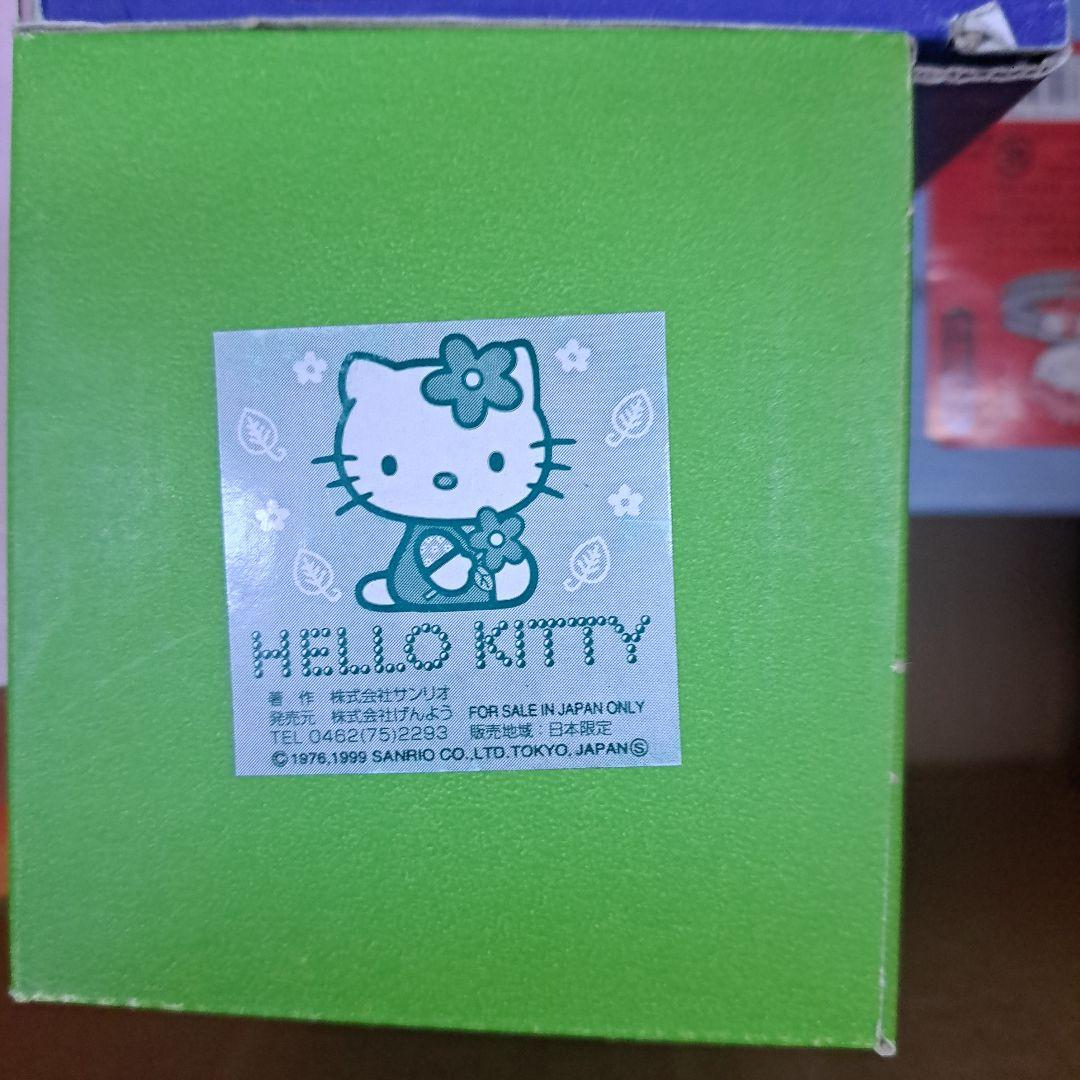 HELLO KITTY
著 作 株式会社サンリオ
発売元 株式会社げんよう FOR SALE IN JAPAN ONLY
TEL 0462(75)2293 販売地域:日本限定
©1976,1999 SANRIO CO.,LTD.TOKYO, JAPAN Ⓢ